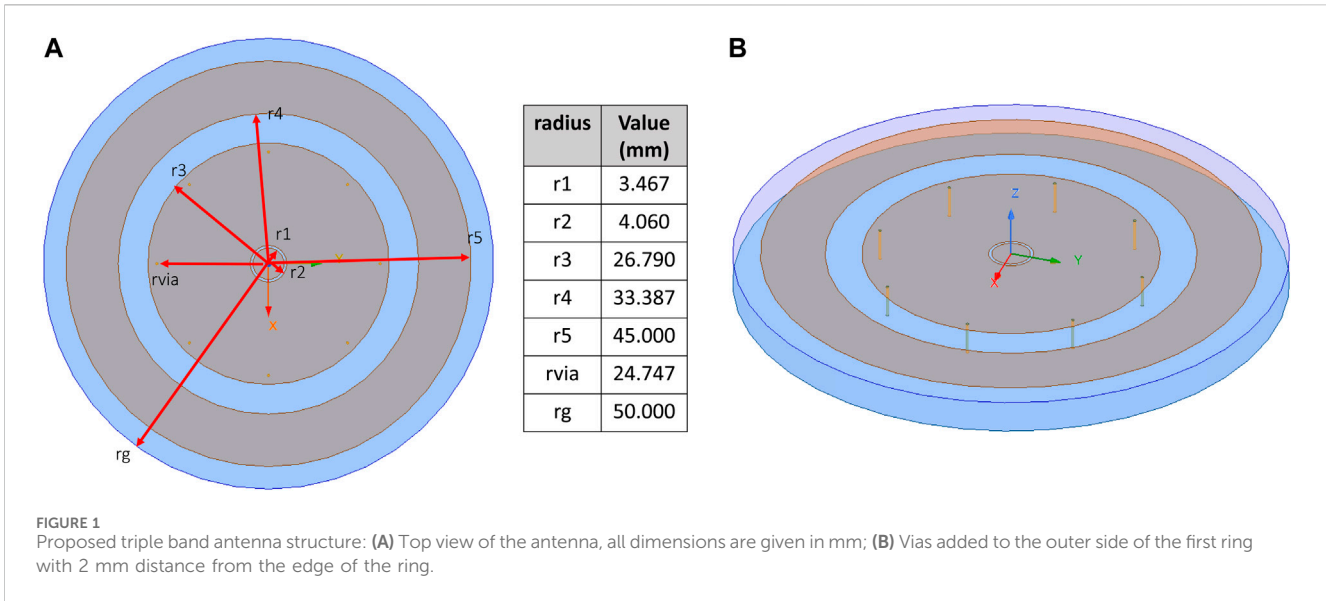 A
r4
r3
r1
r5
r2
rvia
Y
X
rg
radius Value (mm)
r1 3.467
r2 4.060
r3 26.790
r4 33.387
r5 45.000
rvia 24.747
rg 50.000
B
Z
Y
X
FIGURE 1
Proposed triple band antenna structure: (A) Top view of the antenna, all dimensions are given in mm; (B) Vias added to the outer side of the first ring
with 2 mm distance from the edge of the ring.